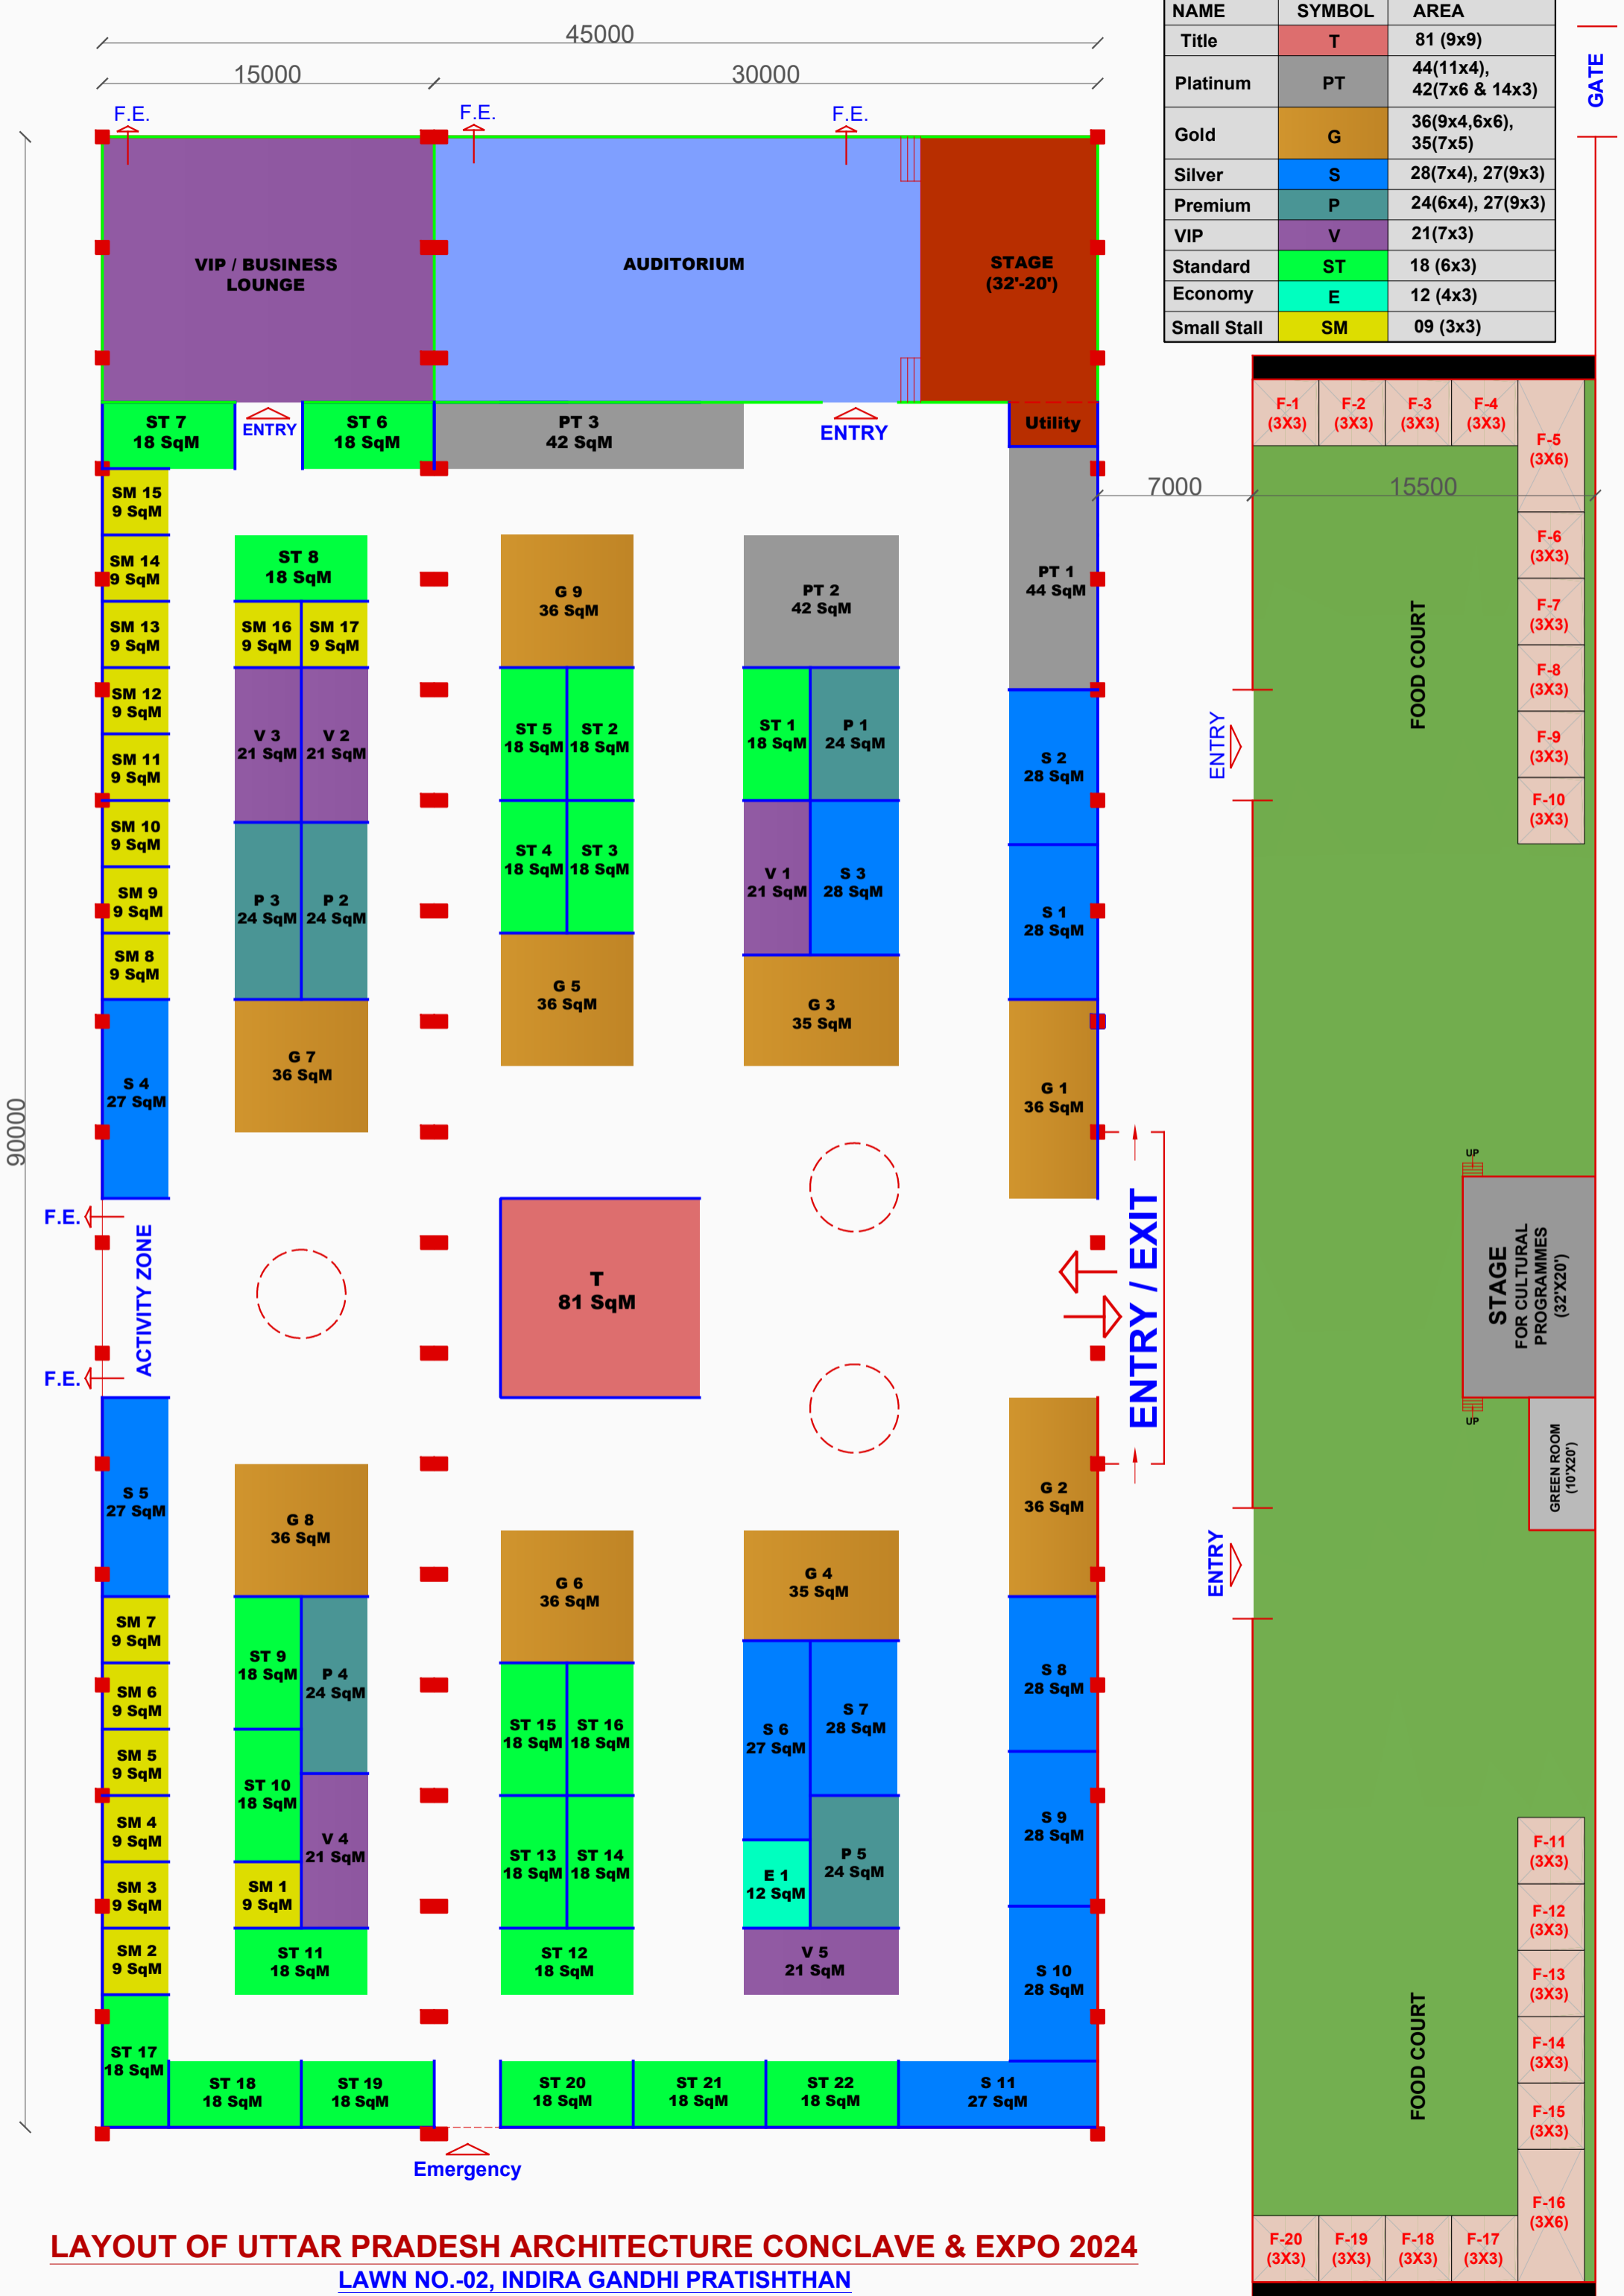 NAME SYMBOL AREA
Title T 81 (9x9)
Platinum PT 44(11x4),
42(7x6 & 14x3)
Gold G 36(9x4,6x6),
35(7x5)
Silver S 28(7x4), 27(9x3)
Premium P 24(6x4), 27(9x3)
VIP V 21(7x3)
Standard ST 18 (6x3)
Economy E 12 (4x3)
Small Stall SM 09 (3x3)
GATE
45000
15000
30000
90000
F.E.
F.E.
F.E.
VIP / BUSINESS
LOUNGE
AUDITORIUM
STAGE
(32'-20')
ST 7
18 SqM
ENTRY
ST 6
18 SqM
PT 3
42 SqM
ENTRY
Utility
SM 15
9 SqM
SM 14
9 SqM
SM 13
9 SqM
SM 12
9 SqM
SM 11
9 SqM
SM 10
9 SqM
SM 9
9 SqM
SM 8
9 SqM
S 4
27 SqM
ST 8
18 SqM
SM 16
9 SqM
SM 17
9 SqM
V 3
21 SqM
V 2
21 SqM
P 3
24 SqM
P 2
24 SqM
G 7
36 SqM
G 9
36 SqM
ST 5
18 SqM
ST 2
18 SqM
ST 4
18 SqM
ST 3
18 SqM
G 5
36 SqM
PT 2
42 SqM
ST 1
18 SqM
P 1
24 SqM
V 1
21 SqM
S 3
28 SqM
G 3
35 SqM
PT 1
44 SqM
S 2
28 SqM
S 1
28 SqM
G 1
36 SqM
F.E.
F.E.
ACTIVITY ZONE
T
81 SqM
ENTRY / EXIT
S 5
27 SqM
SM 7
9 SqM
SM 6
9 SqM
SM 5
9 SqM
SM 4
9 SqM
SM 3
9 SqM
SM 2
9 SqM
ST 17
18 SqM
G 8
36 SqM
ST 9
18 SqM
P 4
24 SqM
ST 10
18 SqM
V 4
21 SqM
SM 1
9 SqM
ST 11
18 SqM
G 6
36 SqM
ST 15
18 SqM
ST 16
18 SqM
ST 13
18 SqM
ST 14
18 SqM
ST 12
18 SqM
G 4
35 SqM
S 6
27 SqM
S 7
28 SqM
E 1
12 SqM
P 5
24 SqM
V 5
21 SqM
G 2
36 SqM
S 8
28 SqM
S 9
28 SqM
S 10
28 SqM
ST 18
18 SqM
ST 19
18 SqM
ST 20
18 SqM
ST 21
18 SqM
ST 22
18 SqM
S 11
27 SqM
Emergency
7000
15500
F-1
(3X3)
F-2
(3X3)
F-3
(3X3)
F-4
(3X3)
F-5
(3X6)
F-6
(3X3)
F-7
(3X3)
F-8
(3X3)
F-9
(3X3)
F-10
(3X3)
FOOD COURT
ENTRY
UP
STAGE
FOR CULTURAL
PROGRAMMES
(32'X20')
UP
GREEN ROOM
(10'X20')
ENTRY
FOOD COURT
F-11
(3X3)
F-12
(3X3)
F-13
(3X3)
F-14
(3X3)
F-15
(3X3)
F-16
(3X6)
F-20
(3X3)
F-19
(3X3)
F-18
(3X3)
F-17
(3X3)
LAYOUT OF UTTAR PRADESH ARCHITECTURE CONCLAVE & EXPO 2024
LAWN NO.-02, INDIRA GANDHI PRATISHTHAN